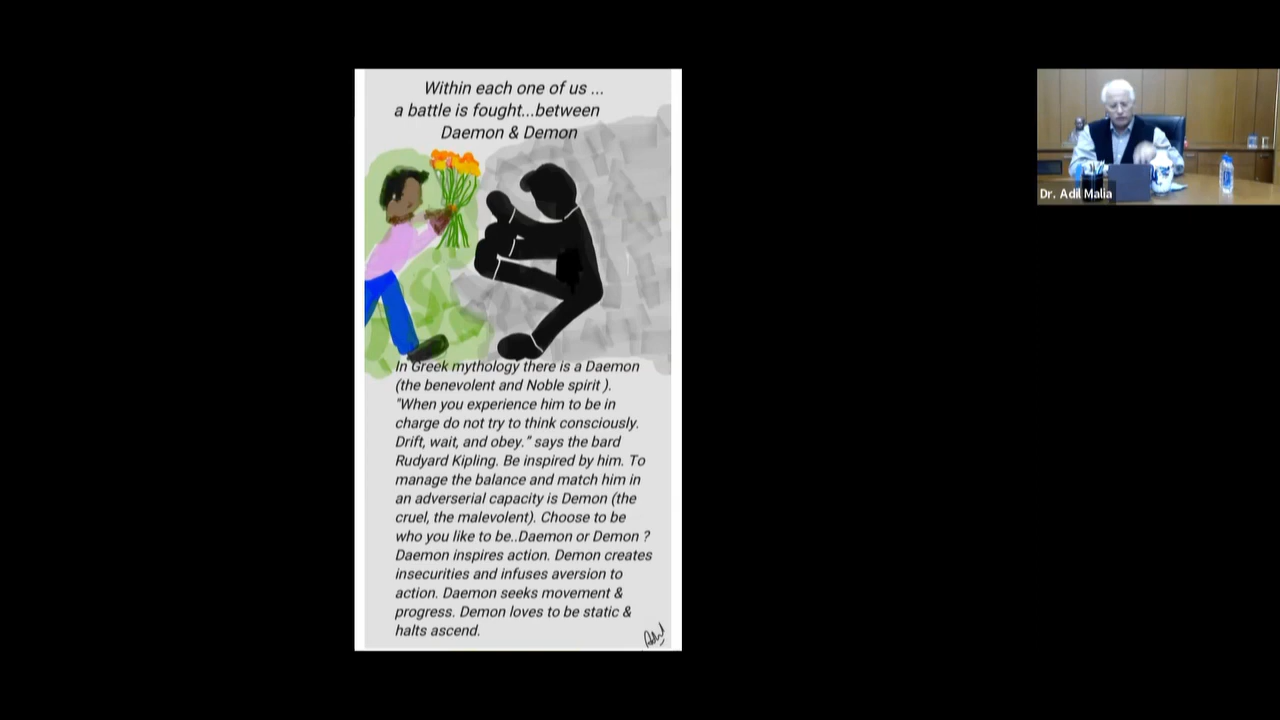 Within each one of us ...
a battle is fought...between
Daemon & Demon
In Greek mythology there is a Daemon
(the benevolent and Noble spirit ).
"When you experience him to be in
charge do not try to think consciously.
Drift, wait, and obey.” says the bard
Rudyard Kipling. Be inspired by him. To
manage the balance and match him in
an adverserial capacity is Demon (the
cruel, the malevolent). Choose to be
who you like to be..Daemon or Demon ?
Daemon inspires action. Demon creates
insecurities and infuses aversion to
action. Daemon seeks movement &
progress. Demon loves to be static &
halts ascend.
Dr. Adil Malia